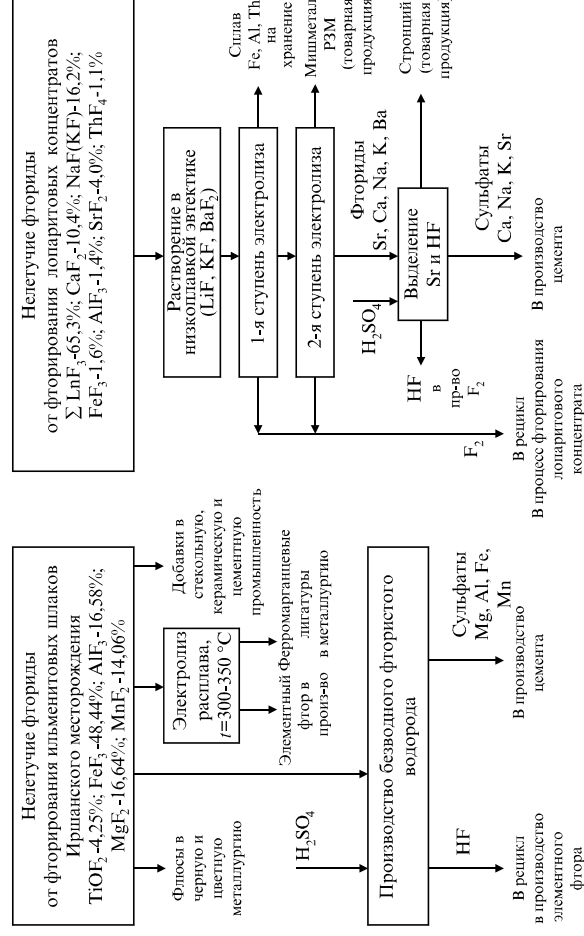 Нелетучие фториды
от фторирования ильменитовых шлаков
Иршанского месторождения
TiOF₂-4,25%; FeF₃-48,44%; AlF₃-16,58%;
MgF₂-16,64%; MnF₂-14,06%
Флюсы в
черную и
цветную
металлургию
Электролиз
расплава,
t=300-350 °C
Добавки в
стекольную,
керамическую и
цементную
промышленность
Элементный
фтор в
произ-во
Ферромарганцевые
лигатуры
в металлургию
H₂SO₄
Производство безводного фтористого
водорода
HF
В рецикл
в производство
элементного
фтора
Сульфаты
Mg, Al, Fe,
Mn
В производство
цемента
Нелетучие фториды
от фторирования лопаритовых концентратов
∑ LnF₃-65,3%; CaF₂-10,4%; NaF(KF)-16,2%;
FeF₃-1,6%; AlF₃-1,4%; SrF₂-4,0%; ThF₄-1,1%
Растворение в
низкоплавкой эвтектике
(LiF, KF, BaF₂)
1-я ступень электролиза
Сплав
Fe, Al, Th
на
хранение
2-я ступень электролиза
Мишметалл
РЗМ
(товарная
продукция)
H₂SO₄
Фториды
Sr, Ca, Na, K, Ba
Выделение
Sr и HF
Стронций
(товарная
продукция)
HF
в
пр-во
F₂
F₂
В рецикл
В процесс фторирования
лопаритового
концентрата
Сульфаты
Ca, Na, K, Sr
В производство
цемента